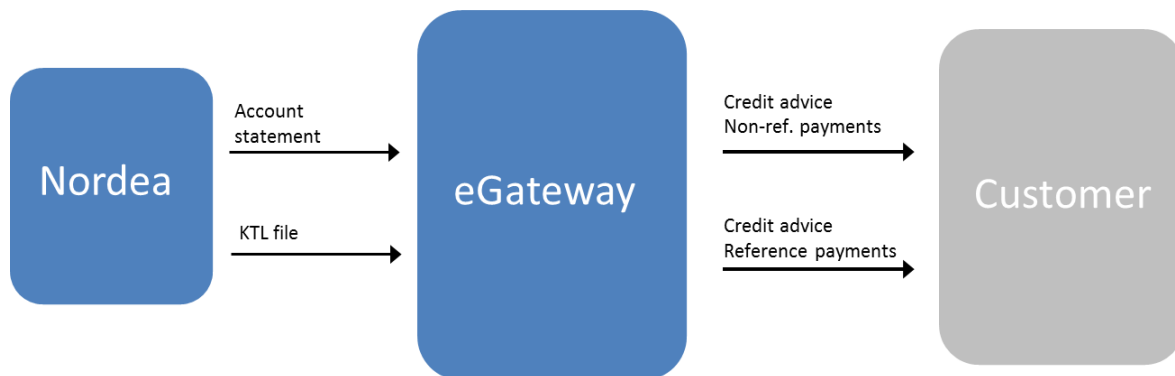 Nordea
Account
statement
KTL file
eGateway
Credit advice
Non-ref. payments
Credit advice
Reference payments
Customer